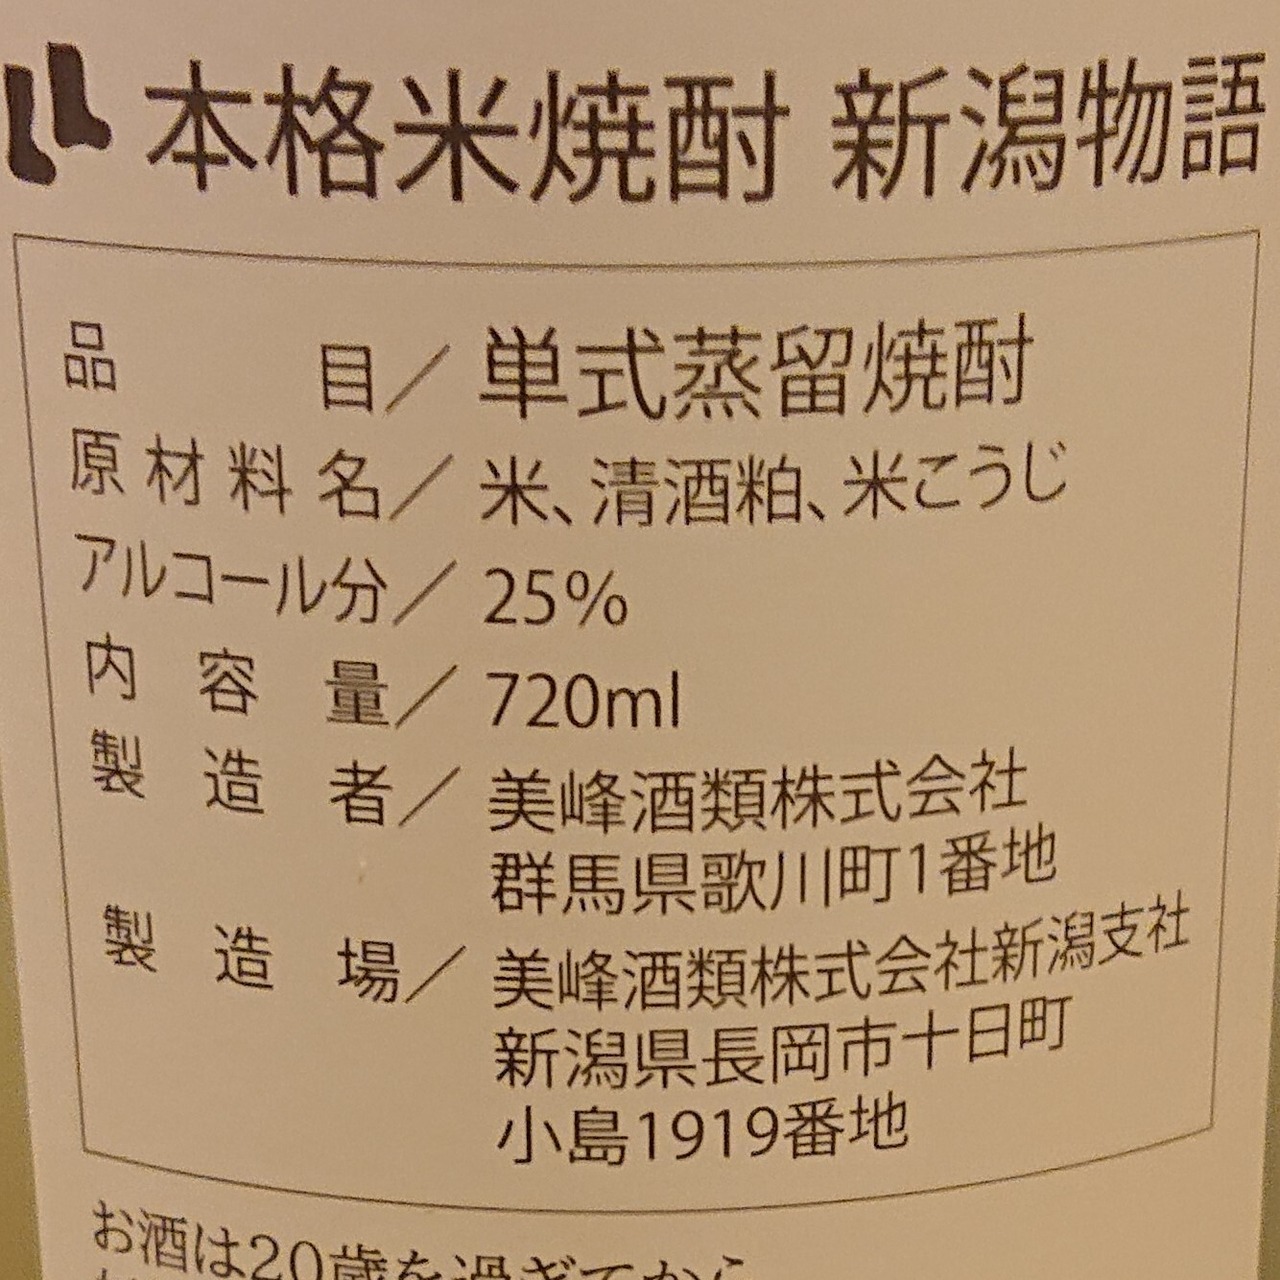 本格米焼酎 新潟物語
品目／単式蒸留焼酎
原材料名／米、清酒粕、米こうじ
アルコール分／25%
内容量／720ml
製造者／美峰酒類株式会社
群馬県歌川町1番地
製造場／美峰酒類株式会社新潟支社
新潟県長岡市十日町
小島1919番地
お酒は20歳を過ぎてから